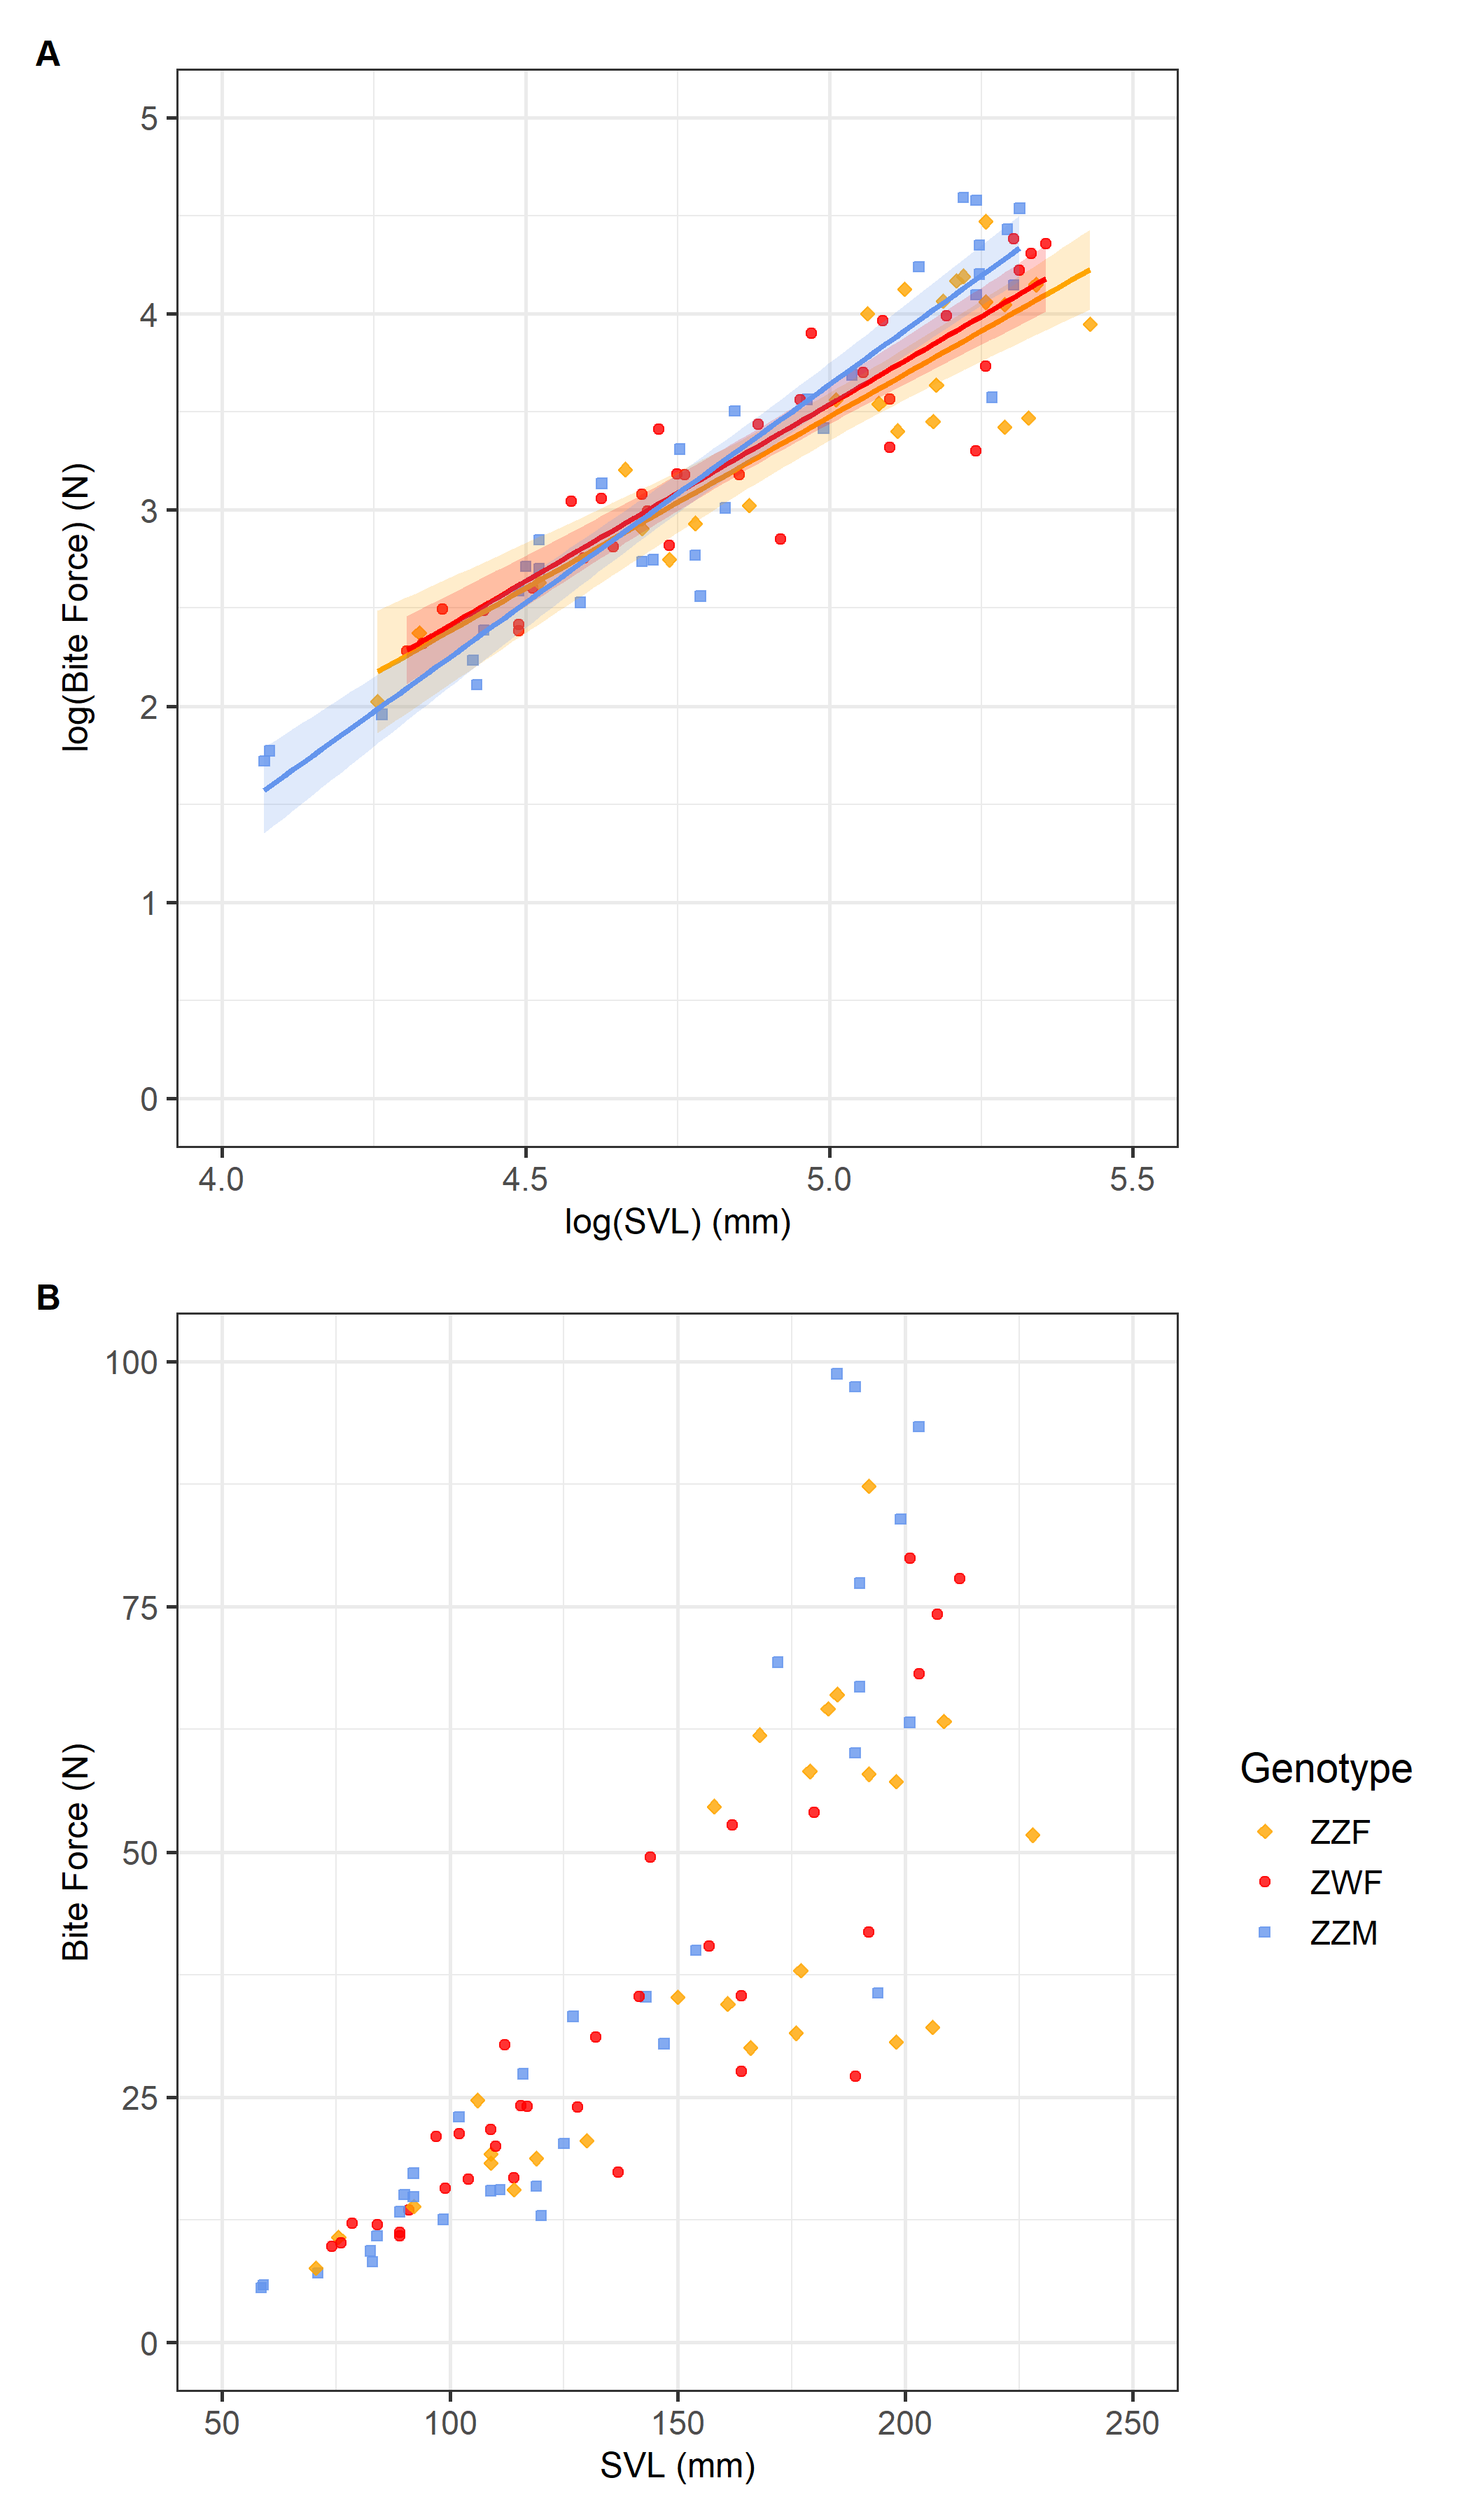 A
5
4
3
2
1
0
log(Bite Force) (N)
4.0 4.5 5.0 5.5
log(SVL) (mm)
B
100
75
50
25
0
Bite Force (N)
50 100 150 200 250
SVL (mm)
Genotype
ZZF
ZWF
ZZM